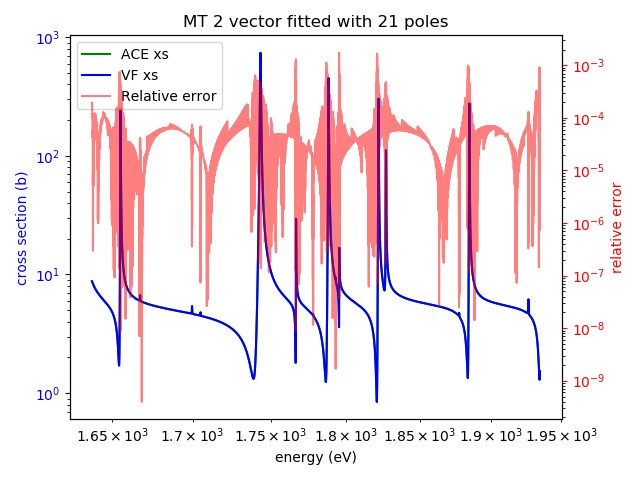 MT 2 vector fitted with 21 poles
ACE xs
VF xs
Relative error
cross section (b)
10³
10²
10¹
10⁰
relative error
10⁻³
10⁻⁴
10⁻⁵
10⁻⁶
10⁻⁷
10⁻⁸
10⁻⁹
1.65 × 10³ 1.7 × 10³ 1.75 × 10³ 1.8 × 10³ 1.85 × 10³ 1.9 × 10³ 1.95 × 10³
energy (eV)